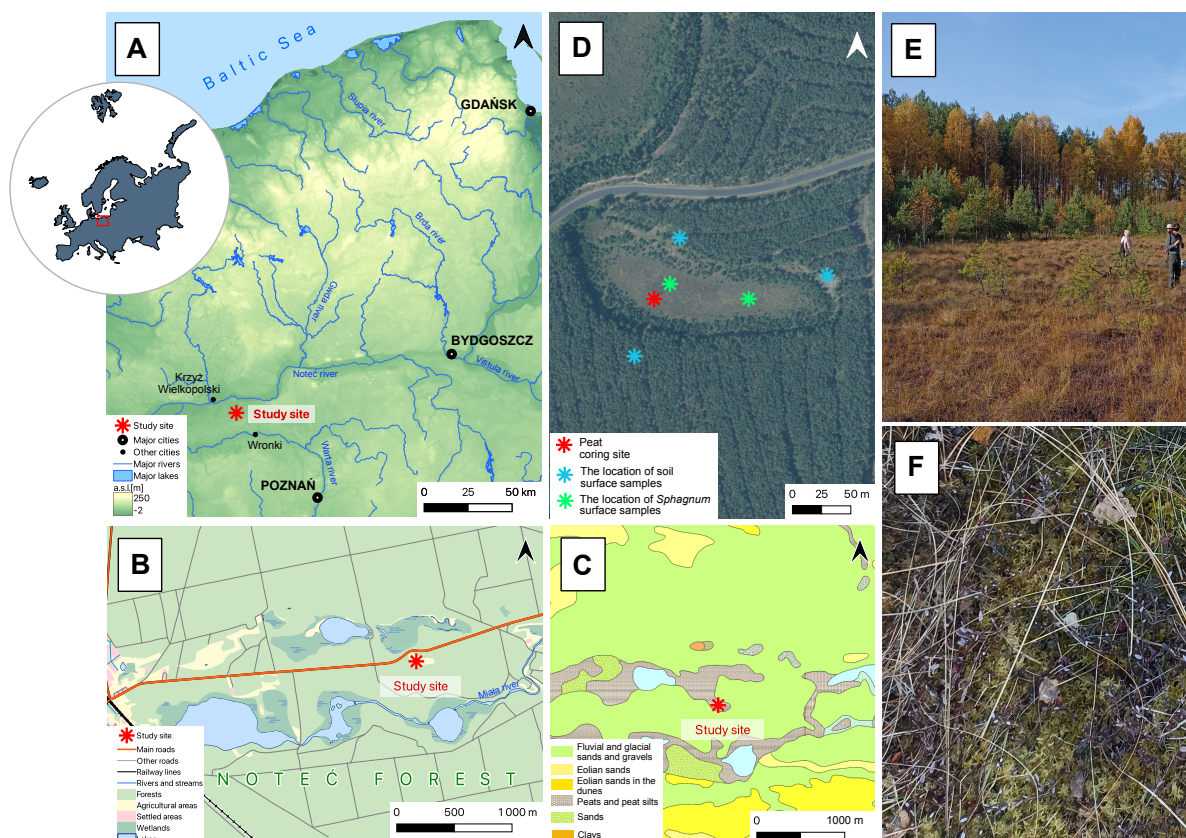 A
Baltic Sea
GDAŃSK
Słupia river
Brda river
Gwda river
BYDGOSZCZ
Vistula river
Noteć river
Krzyż
Wielkopolski
Study site
Wronki
Warta river
POZNAŃ
Study site
Major cities
Other cities
Major rivers
Major lakes
a.s.l.[m]
250
-2
0 25 50 km
D
Peat
coring site
The location of soil
surface samples
The location of Sphagnum
surface samples
0 25 50 m
E
B
Study site
Miała river
NOTEĆ FOREST
Study site
Main roads
Other roads
Railway lines
Rivers and streams
Forests
Agricultural areas
Settled areas
Wetlands
Lakes
0 500 1000 m
C
Study site
Fluvial and glacial
sands and gravels
Eolian sands
Eolian sands in the
dunes
Peats and peat silts
Sands
Clays
0 1000 m
F